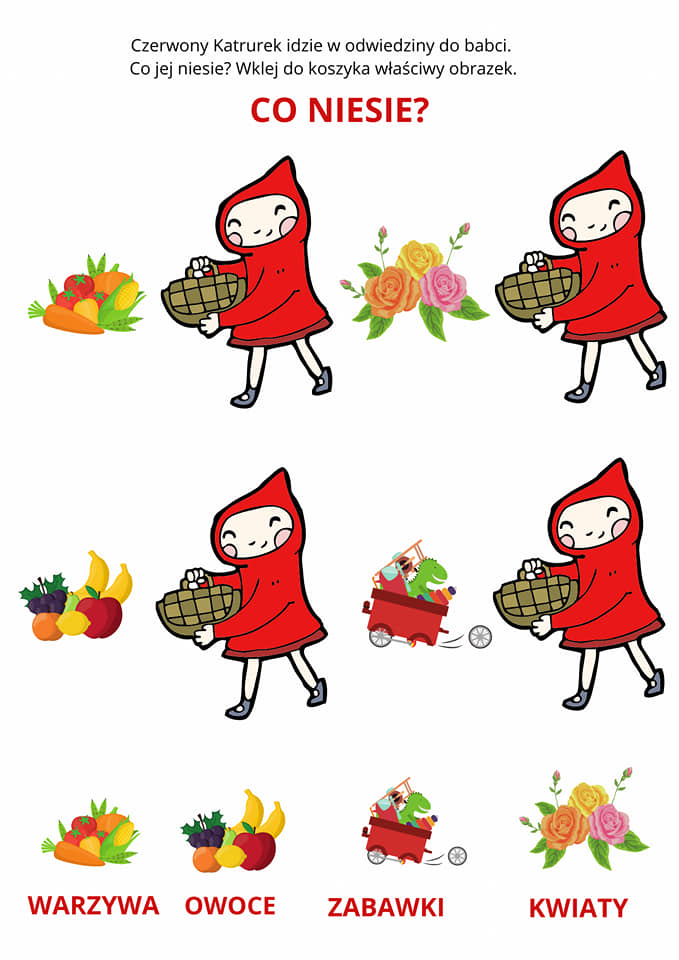 Czerwony Katrurek idzie w odwiedziny do babci.
Co jej niesie? Wklej do koszyka właściwy obrazek.
CO NIESIE?
WARZYWA OWOCE ZABAWKI KWIATY